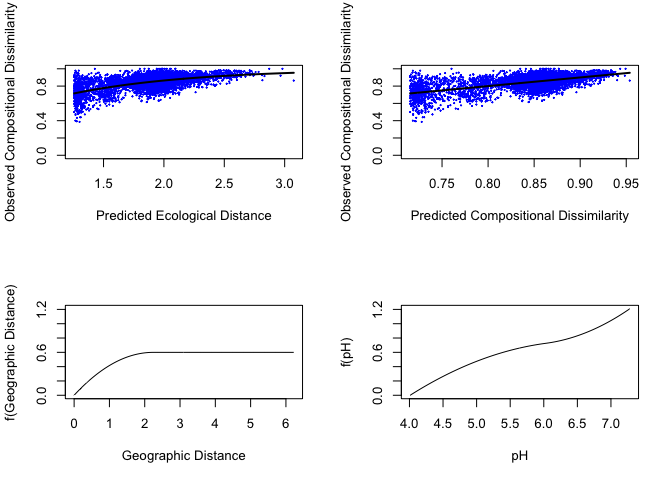 Observed Compositional Dissimilarity
0.0 0.4 0.8
1.5 2.0 2.5 3.0
Predicted Ecological Distance
Observed Compositional Dissimilarity
0.0 0.4 0.8
0.75 0.80 0.85 0.90 0.95
Predicted Compositional Dissimilarity
f(Geographic Distance)
0.0 0.6 1.2
0 1 2 3 4 5 6
Geographic Distance
f(pH)
0.0 0.6 1.2
4.0 4.5 5.0 5.5 6.0 6.5 7.0
pH